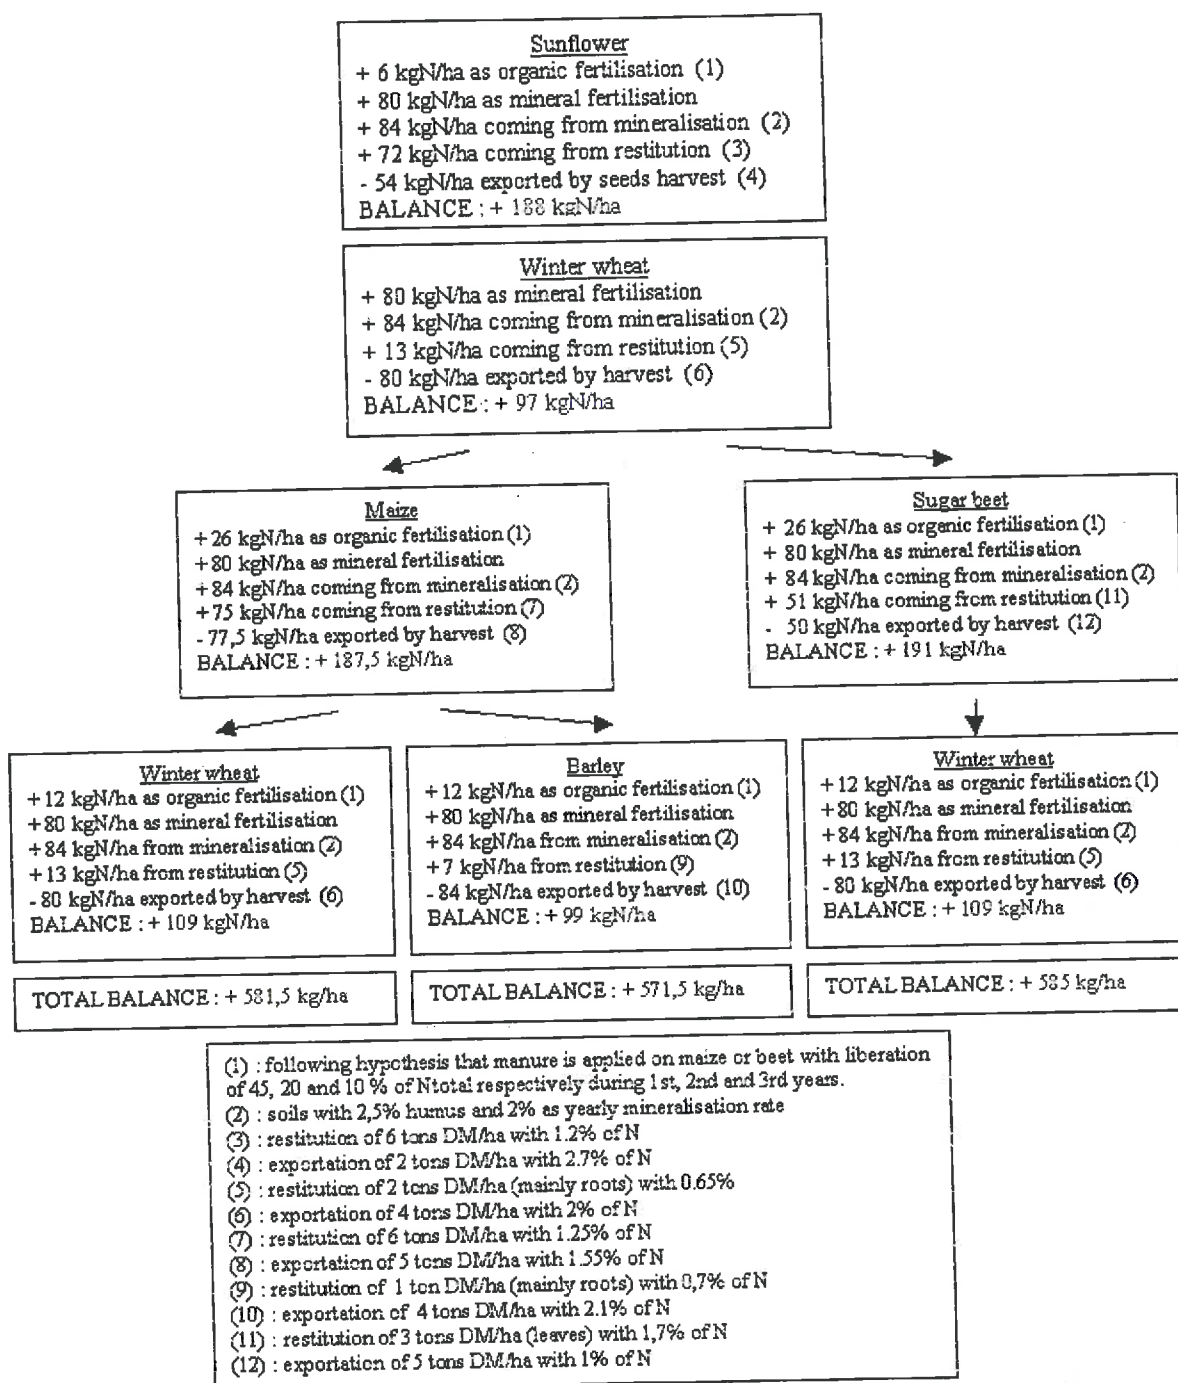 Sunflower
+ 6 kgN/ha as organic fertilisation (1)
+ 80 kgN/ha as mineral fertilisation
+ 84 kgN/ha coming from mineralisation (2)
+ 72 kgN/ha coming from restitution (3)
- 54 kgN/ha exported by seeds harvest (4)
BALANCE : + 188 kgN/ha
Winter wheat
+ 80 kgN/ha as mineral fertilisation
+ 84 kgN/ha coming from mineralisation (2)
+ 13 kgN/ha coming from restitution (5)
- 80 kgN/ha exported by harvest (6)
BALANCE : + 97 kgN/ha
Maize
+ 26 kgN/ha as organic fertilisation (1)
+80 kgN/ha as mineral fertilisation
+ 84 kgN/ha coming from mineralisation (2)
+75 kgN/ha coming from restitution (7)
- 77,5 kgN/ha exported by harvest (8)
BALANCE : + 187,5 kgN/ha
Sugar beet
+ 26 kgN/ha as organic fertilisation (1)
+80 kgN/ha as mineral fertilisation
+ 84 kgN/ha coming from mineralisation (2)
+ 51 kgN/ha coming from restitution (11)
- 50 kgN/ha exported by harvest (12)
BALANCE : + 191 kgN/ha
Winter wheat
+ 12 kgN/ha as organic fertilisation (1)
+80 kgN/ha as mineral fertilisation
+ 84 kgN/ha from mineralisation (2)
+ 13 kgN/ha from restitution (5)
- 80 kgN/ha exported by harvest (6)
BALANCE : + 109 kgN/ha
Barley
+ 12 kgN/ha as organic fertilisation (1)
+80 kgN/ha as mineral fertilisation
+ 84 kgN/ha from mineralisation (2)
+ 7 kgN/ha from restitution (9)
- 84 kgN/ha exported by harvest (10)
BALANCE : + 99 kgN/ha
Winter wheat
+ 12 kgN/ha as organic fertilisation (1)
+80 kgN/ha as mineral fertilisation
+ 84 kgN/ha from mineralisation (2)
+ 13 kgN/ha from restitution (5)
- 80 kgN/ha exported by harvest (6)
BALANCE : + 109 kgN/ha
TOTAL BALANCE : + 581,5 kg/ha
TOTAL BALANCE : + 571,5 kg/ha
TOTAL BALANCE : + 585 kg/ha
(1) : following hypothesis that manure is applied on maize or beet with liberation
of 45, 20 and 10 % of Ntotal respectively during 1st, 2nd and 3rd years.
(2) : soils with 2,5% humus and 2% as yearly mineralisation rate
(3) : restitution of 6 tons DM/ha with 1.2% of N
(4) : exportation of 2 tons DM/ha with 2.7% of N
(5) : restitution of 2 tons DM/ha (mainly roots) with 0.65%
(6) : exportation of 4 tons DM/ha with 2% of N
(7) : restitution of 6 tons DM/ha with 1.25% of N
(8) : exportation of 5 tons DM/ha with 1.55% of N
(9) : restitution of 1 ton DM/ha (mainly roots) with 0,7% of N
(10) : exportation of 4 tons DM/ha with 2.1% of N
(11) : restitution of 3 tons DM/ha (leaves) with 1,7% of N
(12) : exportation of 5 tons DM/ha with 1% of N